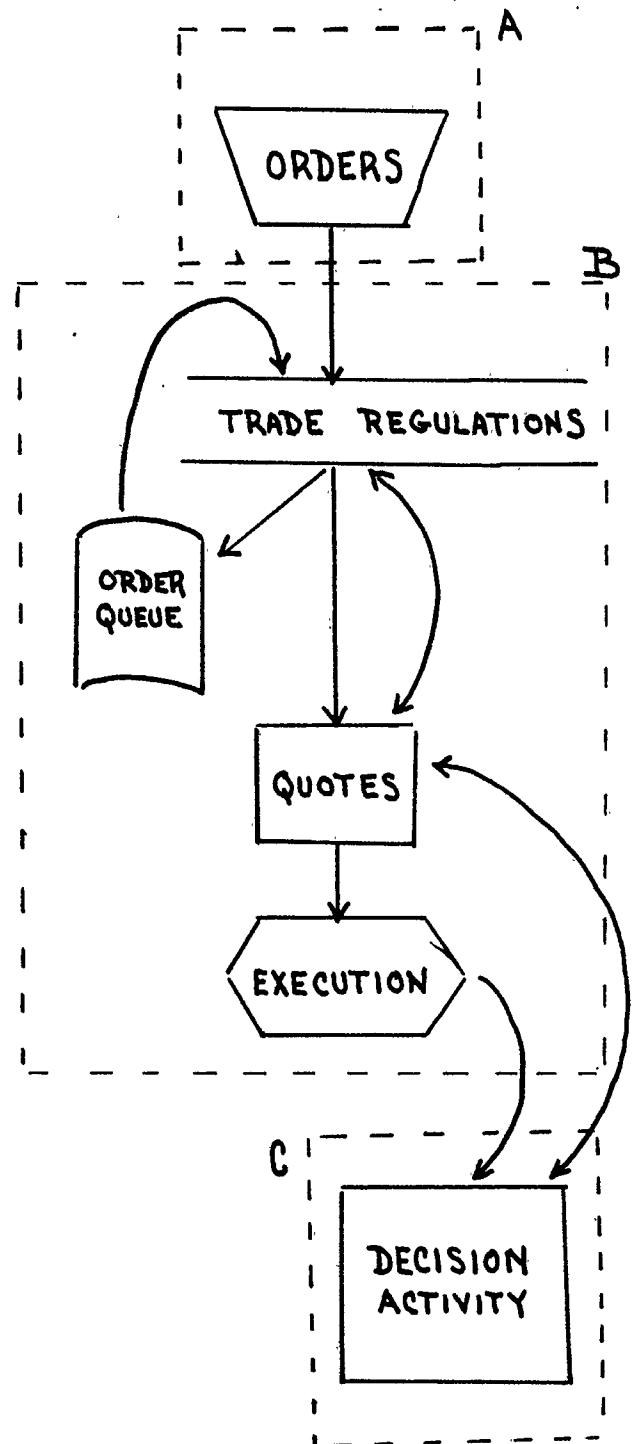 A
ORDERS
B
TRADE REGULATIONS
ORDER
QUEUE
QUOTES
EXECUTION
C
DECISION
ACTIVITY